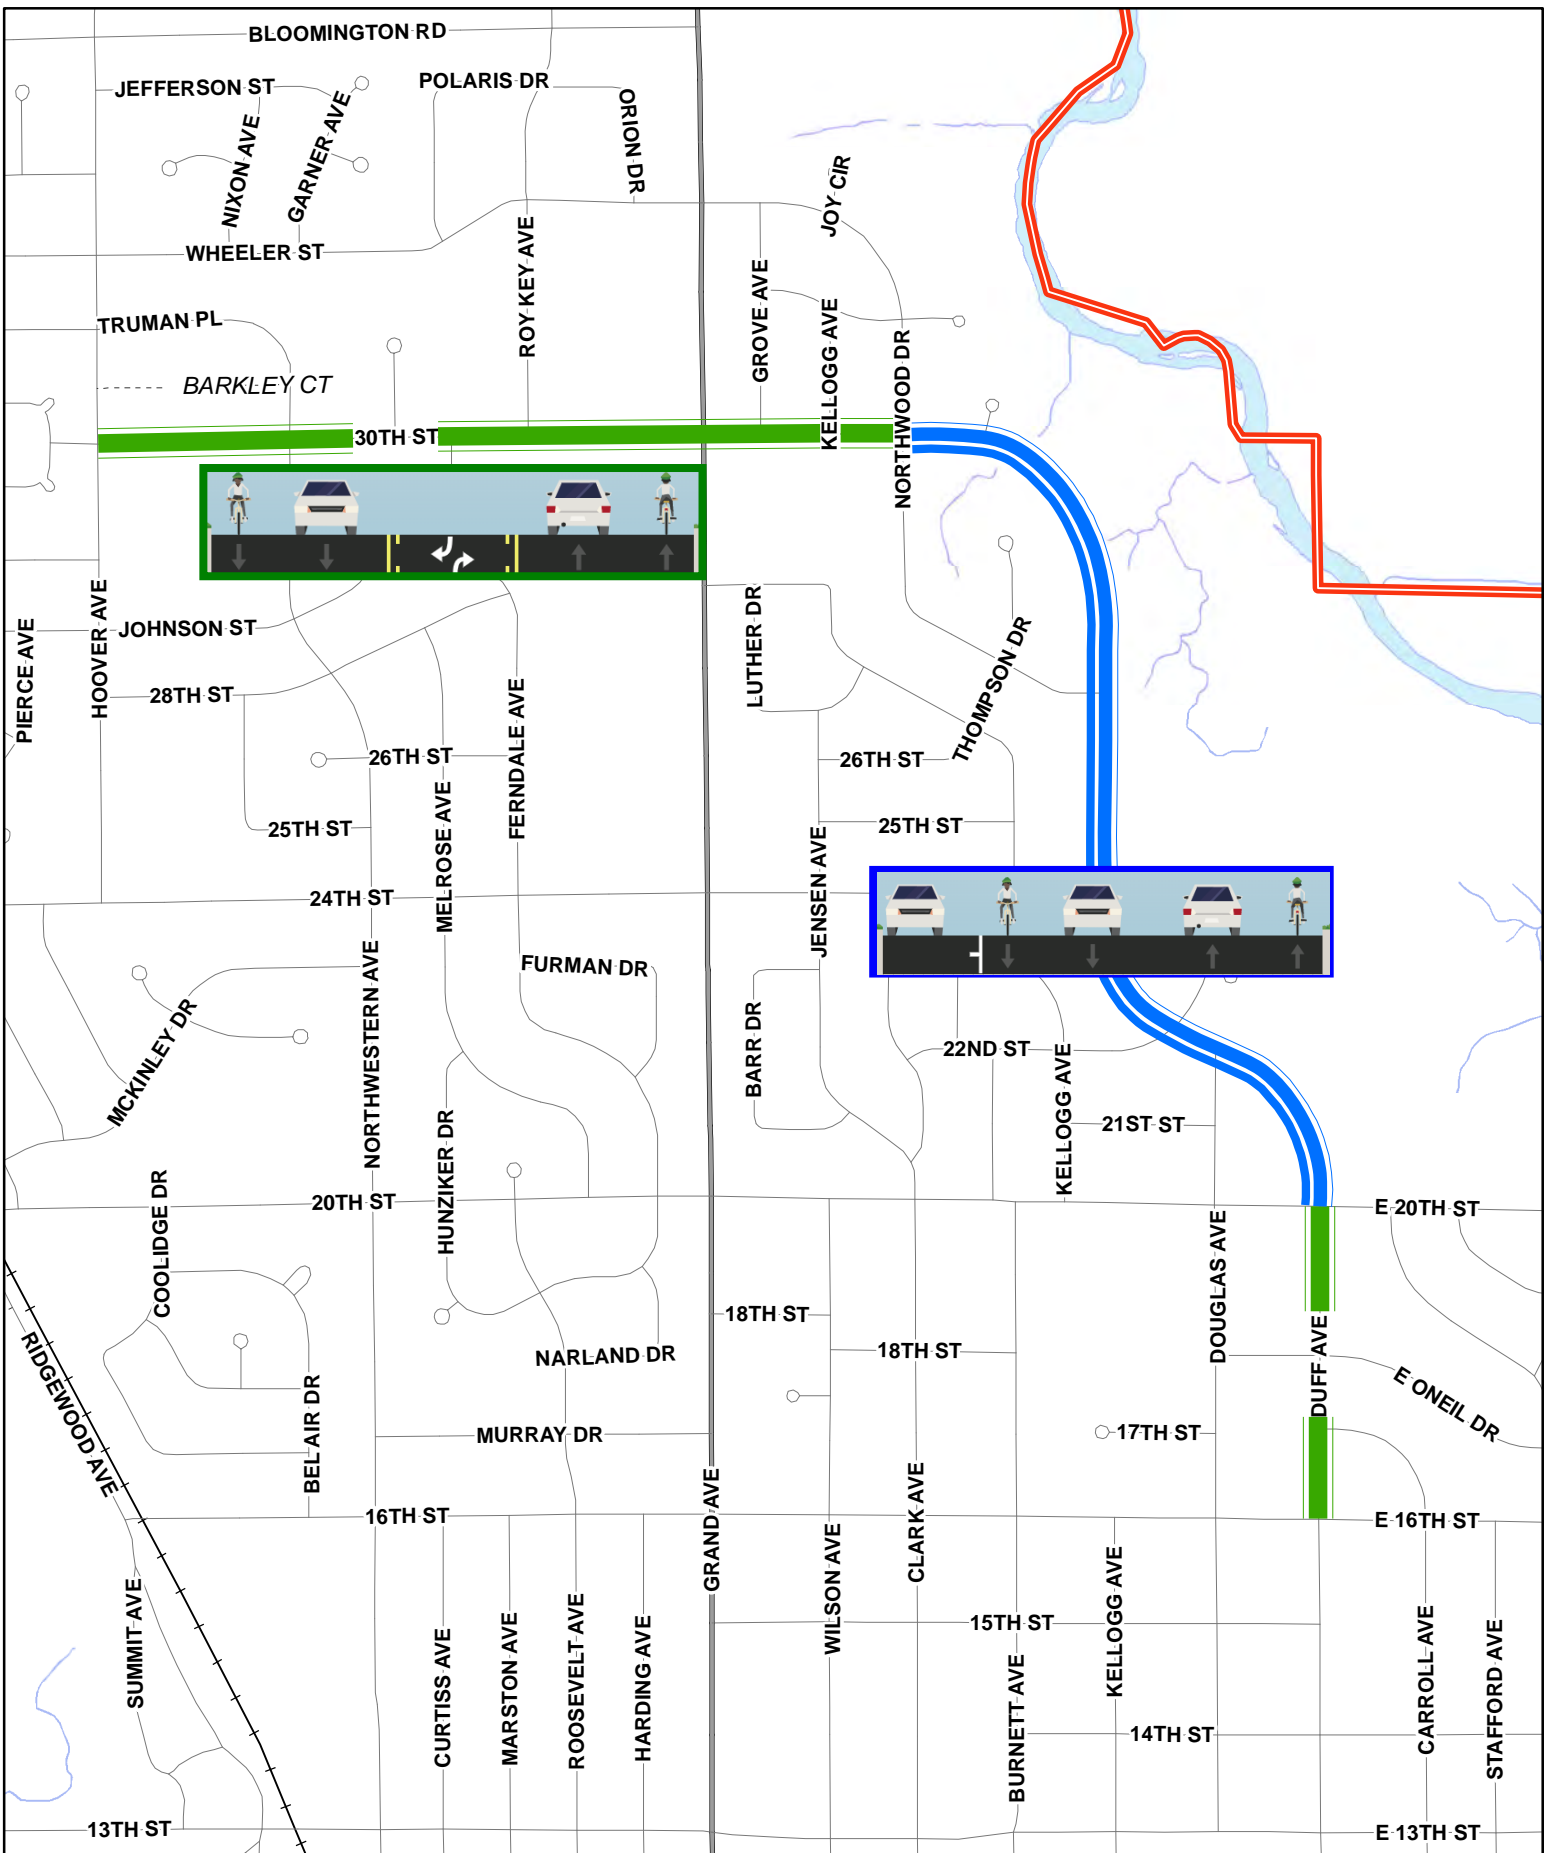 BLOOMINGTON RD
JEFFERSON ST
POLARIS DR
NIXON AVE
GARNER AVE
ORION DR
JOY CIR
WHEELER ST
ROY KEY AVE
GROVE AVE
KELLOGG AVE
NORTHWOOD DR
TRUMAN PL
BARKLEY CT
30TH ST
PIERCE AVE
HOOVER AVE
JOHNSON ST
28TH ST
LUTHER DR
THOMPSON DR
26TH ST
26TH ST
FERNDALE AVE
MELROSE AVE
25TH ST
25TH ST
JENSEN AVE
24TH ST
NORTHWESTERN AVE
FURMAN DR
MCKINLEY DR
BARR DR
22ND ST
KELLOGG AVE
21ST ST
HUNZIKER DR
20TH ST
E 20TH ST
COOLIDGE DR
DOUGLAS AVE
18TH ST
18TH ST
NARLAND DR
DUFF AVE
E ONEIL DR
RIDGEWOOD AVE
BEL AIR DR
MURRAY DR
17TH ST
16TH ST
E 16TH ST
GRAND AVE
CLARK AVE
WILSON AVE
SUMMIT AVE
CURTISS AVE
MARSTON AVE
ROOSEVELT AVE
HARDING AVE
15TH ST
KELLOGG AVE
BURNETT AVE
14TH ST
CARROLL AVE
STAFFORD AVE
13TH ST
E 13TH ST